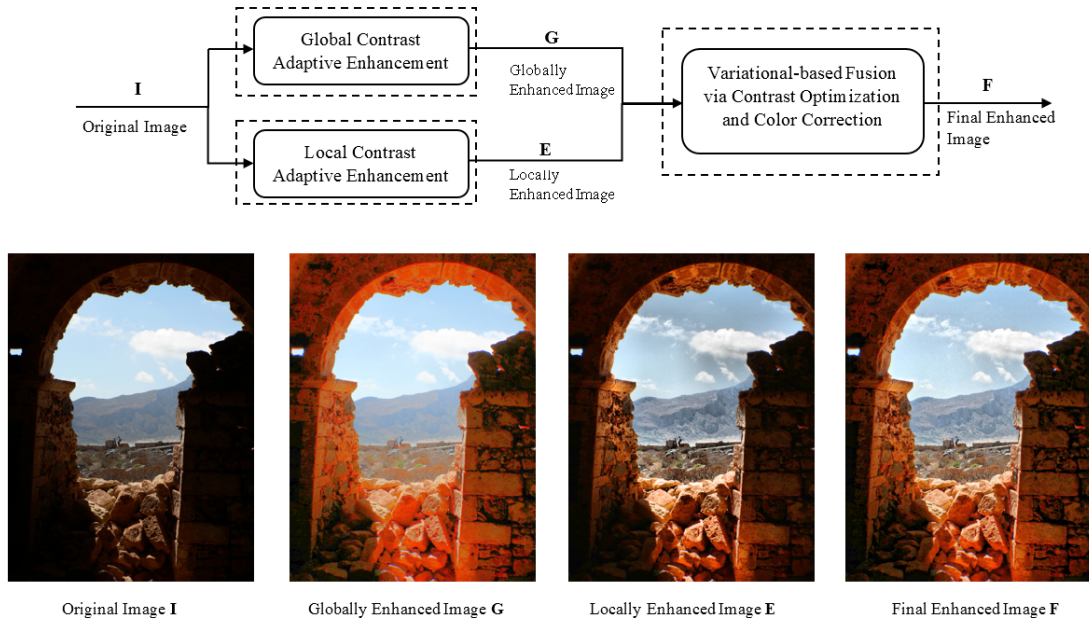 Global Contrast
Adaptive Enhancement
G
Globally
Enhanced Image
I
Original Image
Local Contrast
Adaptive Enhancement
E
Locally
Enhanced Image
Variational-based Fusion
via Contrast Optimization
and Color Correction
F
Final Enhanced
Image
Original Image I
Globally Enhanced Image G
Locally Enhanced Image E
Final Enhanced Image F